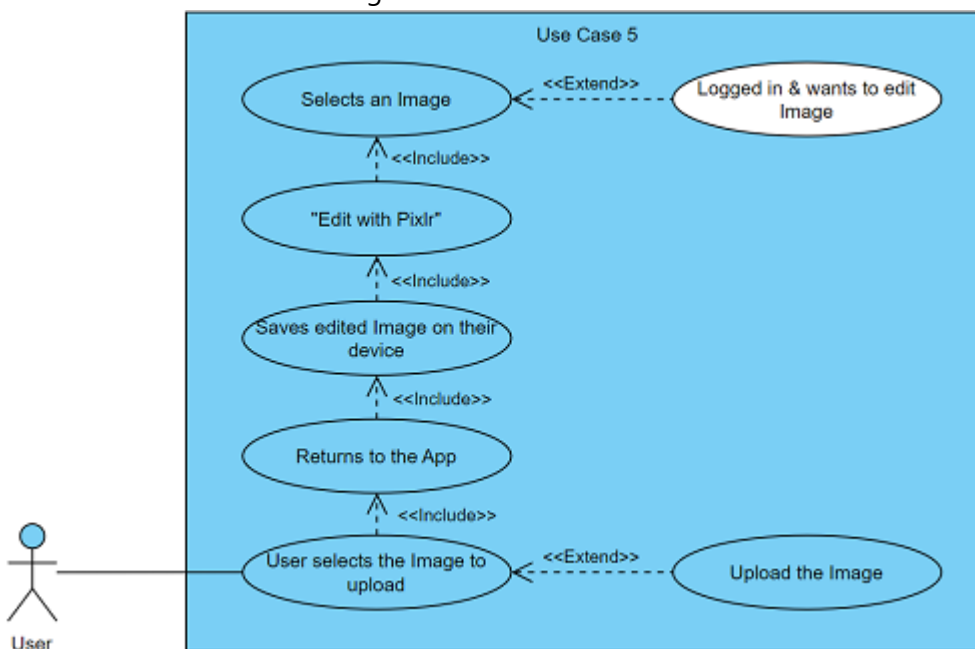 Use Case 5
Selects an Image
<<Extend>>
Logged in & wants to edit
Image
<<Include>>
"Edit with Pixlr"
<<Include>>
Saves edited Image on their
device
<<Include>>
Returns to the App
<<Include>>
User selects the Image to
upload
<<Extend>>
Upload the Image
User